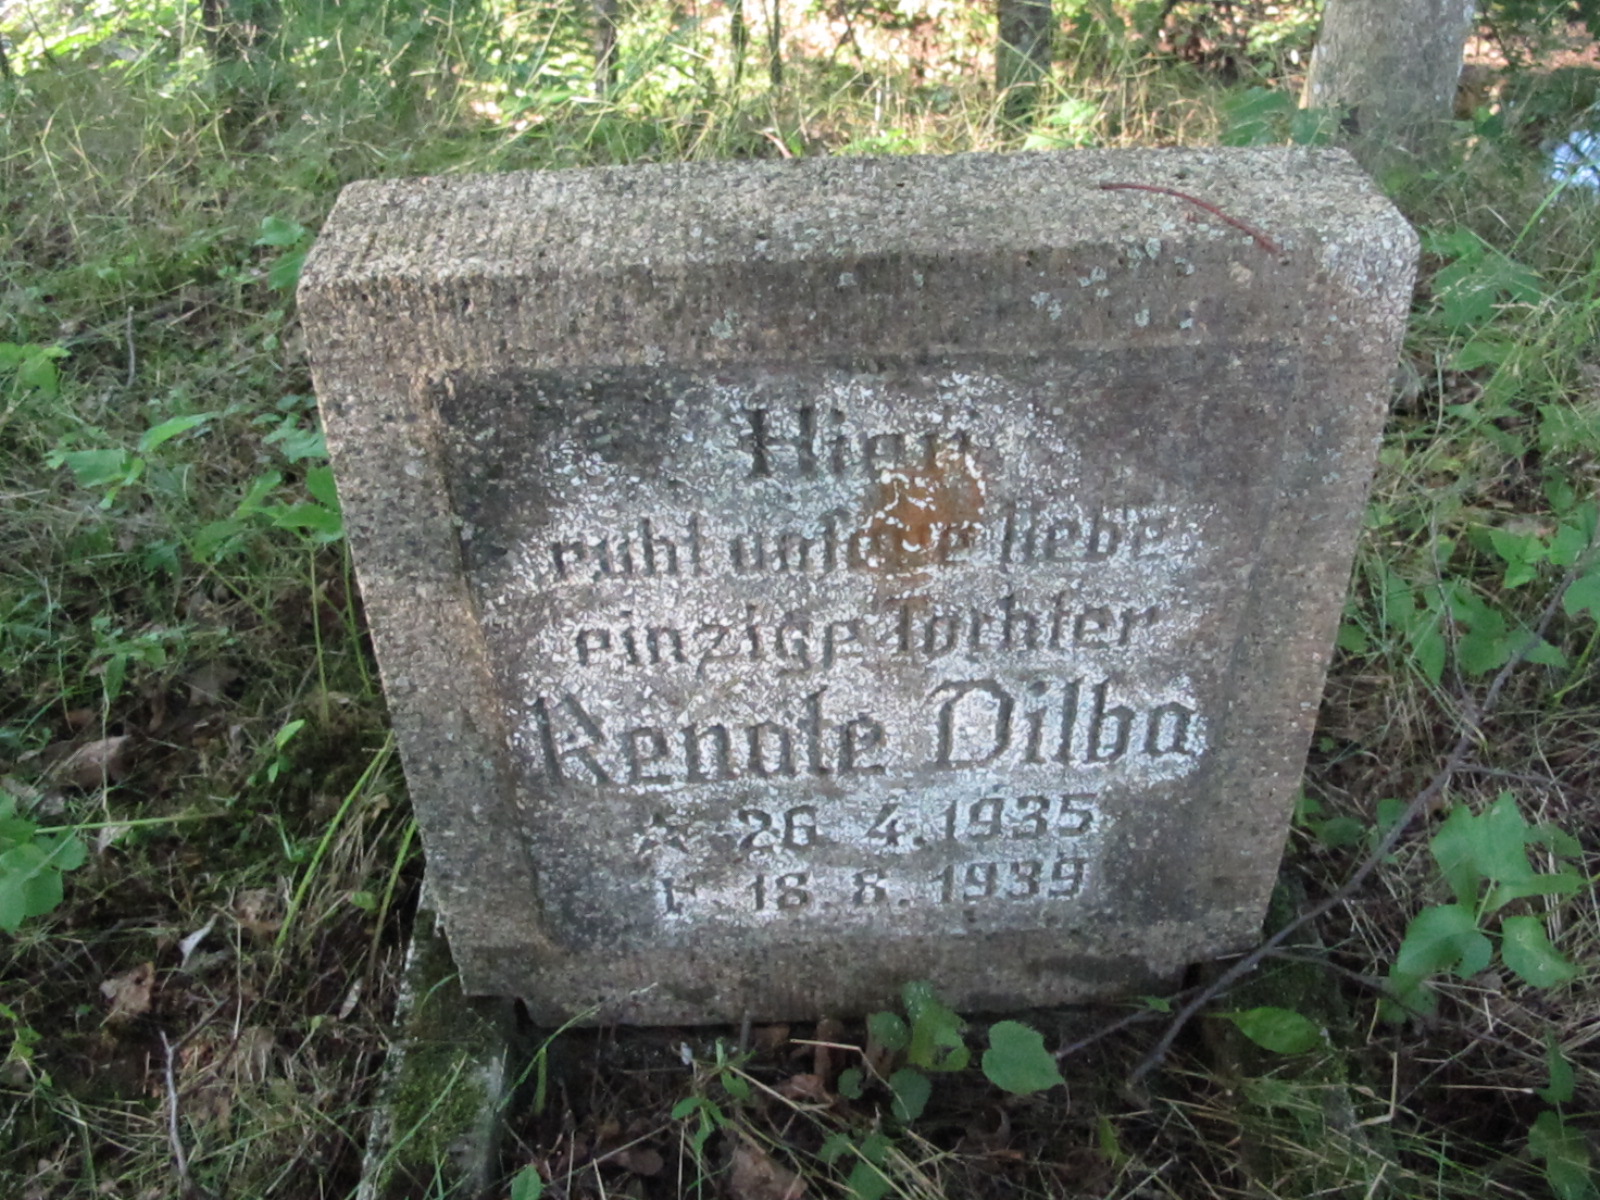 Hier
ruht unsere liebe
einzige Tochter
Renate Dilba
* 26 4.1935
†. 18.8.1939